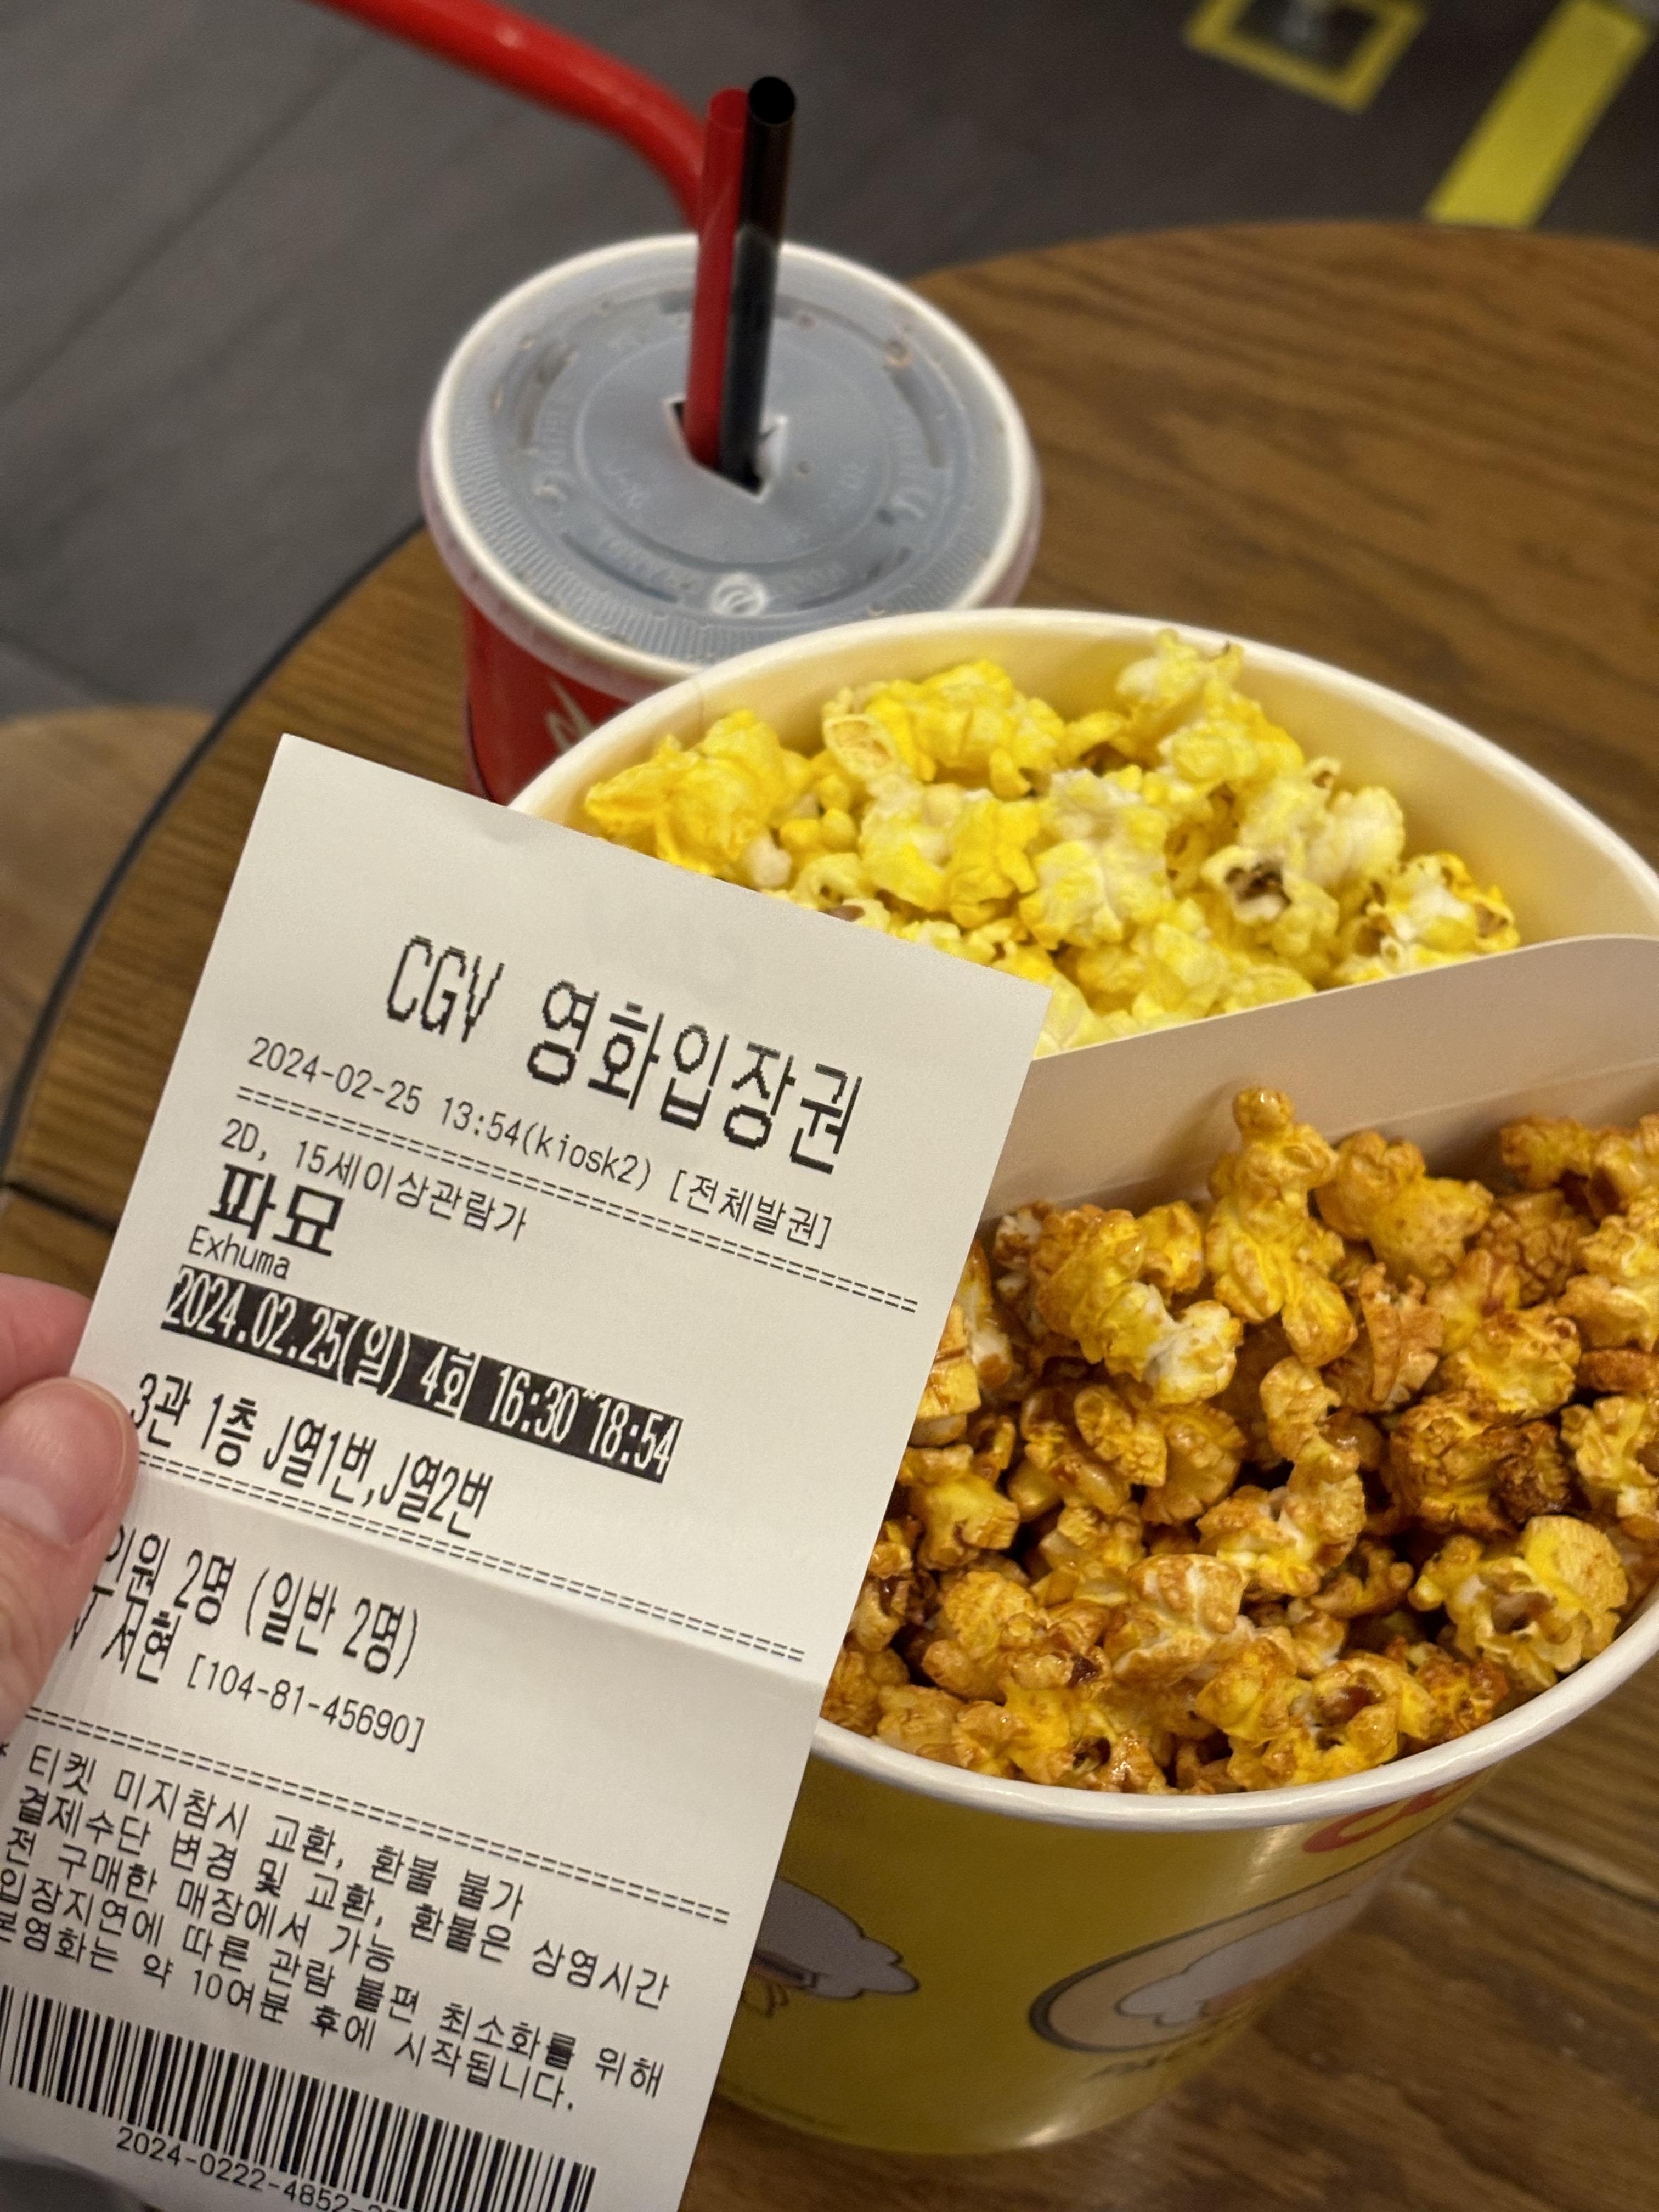 CGV 영화입장권
2024-02-25 13:54(kiosk2) [전체발권]
2D, 15세이상관람가
파묘
Exhuma
2024.02.25(일) 4회 16:30~18:54
3관 1층 J열1번,J열2번
인원 2명 (일반 2명)
서현 [104-81-45690]
티켓 미지참시 교환, 환불 불가
결제수단 변경 및 교환, 환불은 상영시간
전 구매한 매장에서 가능
입장지연에 따른 관람 불편 최소화를 위해
본영화는 약 10여분 후에 시작됩니다.
2024-0222-4852-